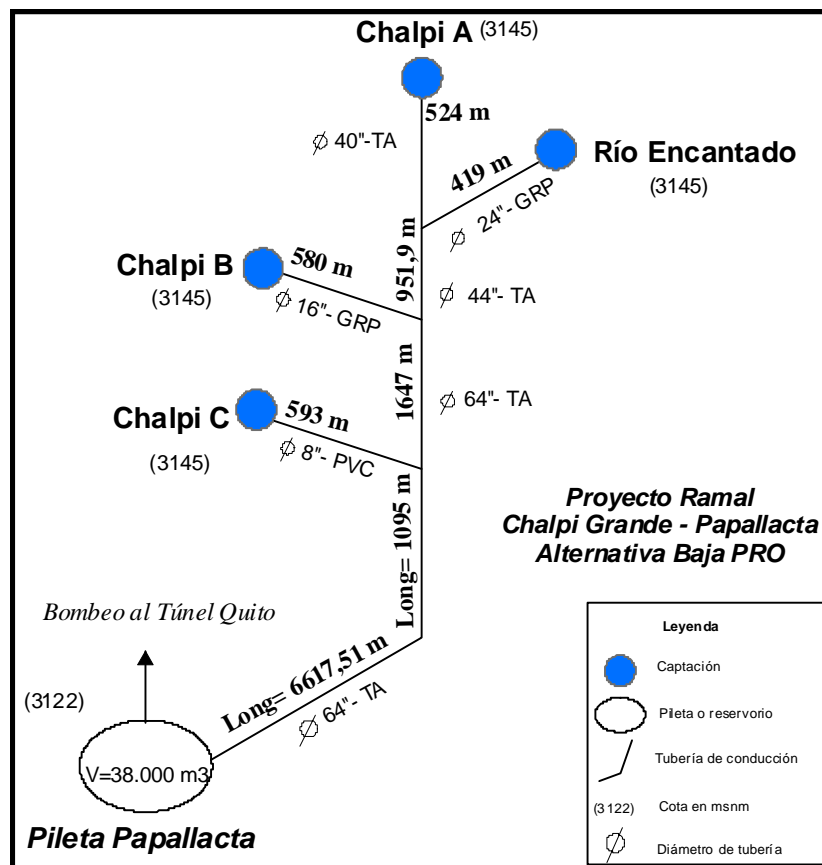 Chalpi A (3145)
524 m
40"-TA
419 m
Río Encantado
(3145)
24"- GRP
951,9 m
Chalpi B
(3145)
580 m
16"- GRP
44"- TA
1647 m
64"- TA
Chalpi C
(3145)
593 m
8"- PVC
Long= 1095 m
Proyecto Ramal
Chalpi Grande - Papallacta
Alternativa Baja PRO
Bombeo al Túnel Quito
(3122)
Long= 6617,51 m
64"- TA
V=38.000 m3
Pileta Papallacta
Leyenda
Captación
Pileta o reservorio
Tubería de conducción
(3122) Cota en msnm
Diámetro de tubería